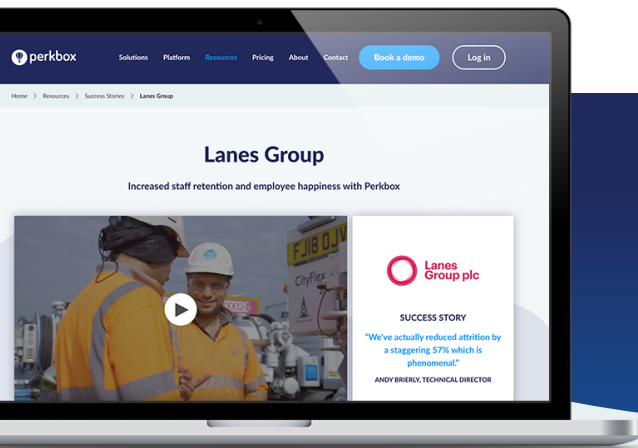 perkbox
Solutions Platform Resources Pricing About Contact Book a demo Log in
Home > Resources > Success Stories > Lanes Group
Lanes Group
Increased staff retention and employee happiness with Perkbox
FJ18 OJV
CityFlex
Lanes
Group plc
SUCCESS STORY
"We've actually reduced attrition by
a staggering 57% which is
phenomenal."
ANDY BRIERLY, TECHNICAL DIRECTOR